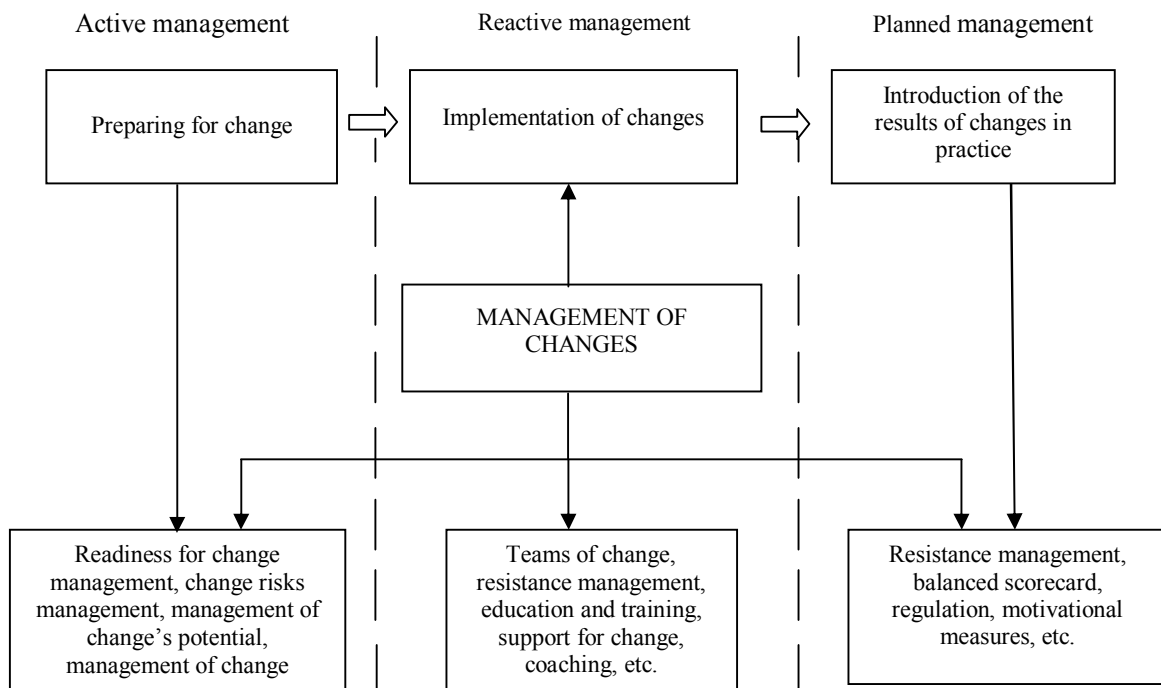 Active management
Reactive management
Planned management
Preparing for change
Implementation of changes
Introduction of the
results of changes in
practice
MANAGEMENT OF
CHANGES
Readiness for change
management, change risks
management, management of
change’s potential,
management of change
Teams of change,
resistance management,
education and training,
support for change,
coaching, etc.
Resistance management,
balanced scorecard,
regulation, motivational
measures, etc.